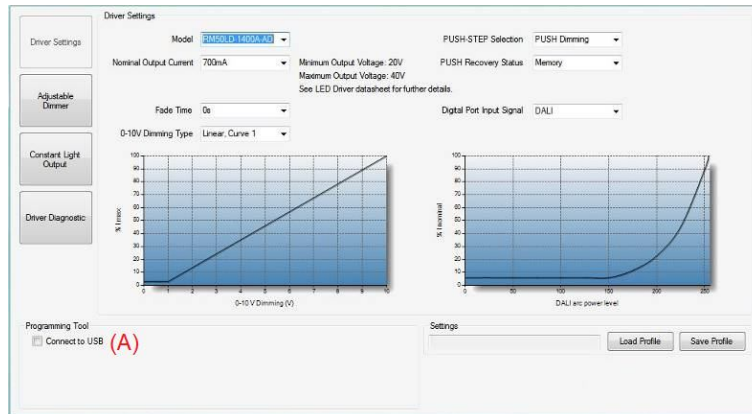 Driver Settings
Driver Settings
Model RM50LD-1400A-AD PUSH-STEP Selection PUSH Dimming
Nominal Output Current 700mA Minimum Output Voltage: 20V PUSH Recovery Status Memory
Maximum Output Voltage: 40V
See LED Driver datasheet for further details.
Adjustable
Dimmer
Fade Time 0s Digital Port Input Signal DALI
0-10V Dimming Type Linear, Curve 1
Constant Light
Output
Driver Diagnostic
% Imax
100
90
80
70
60
50
40
30
20
10
0
0 1 2 3 4 5 6 7 8 9 10
0-10 V Dimming (V)
% Inominal
100
90
80
70
60
50
40
30
20
10
0
0 50 100 150 200 250
DALI arc power level
Programming Tool
Connect to USB (A)
Settings
Load Profile Save Profile